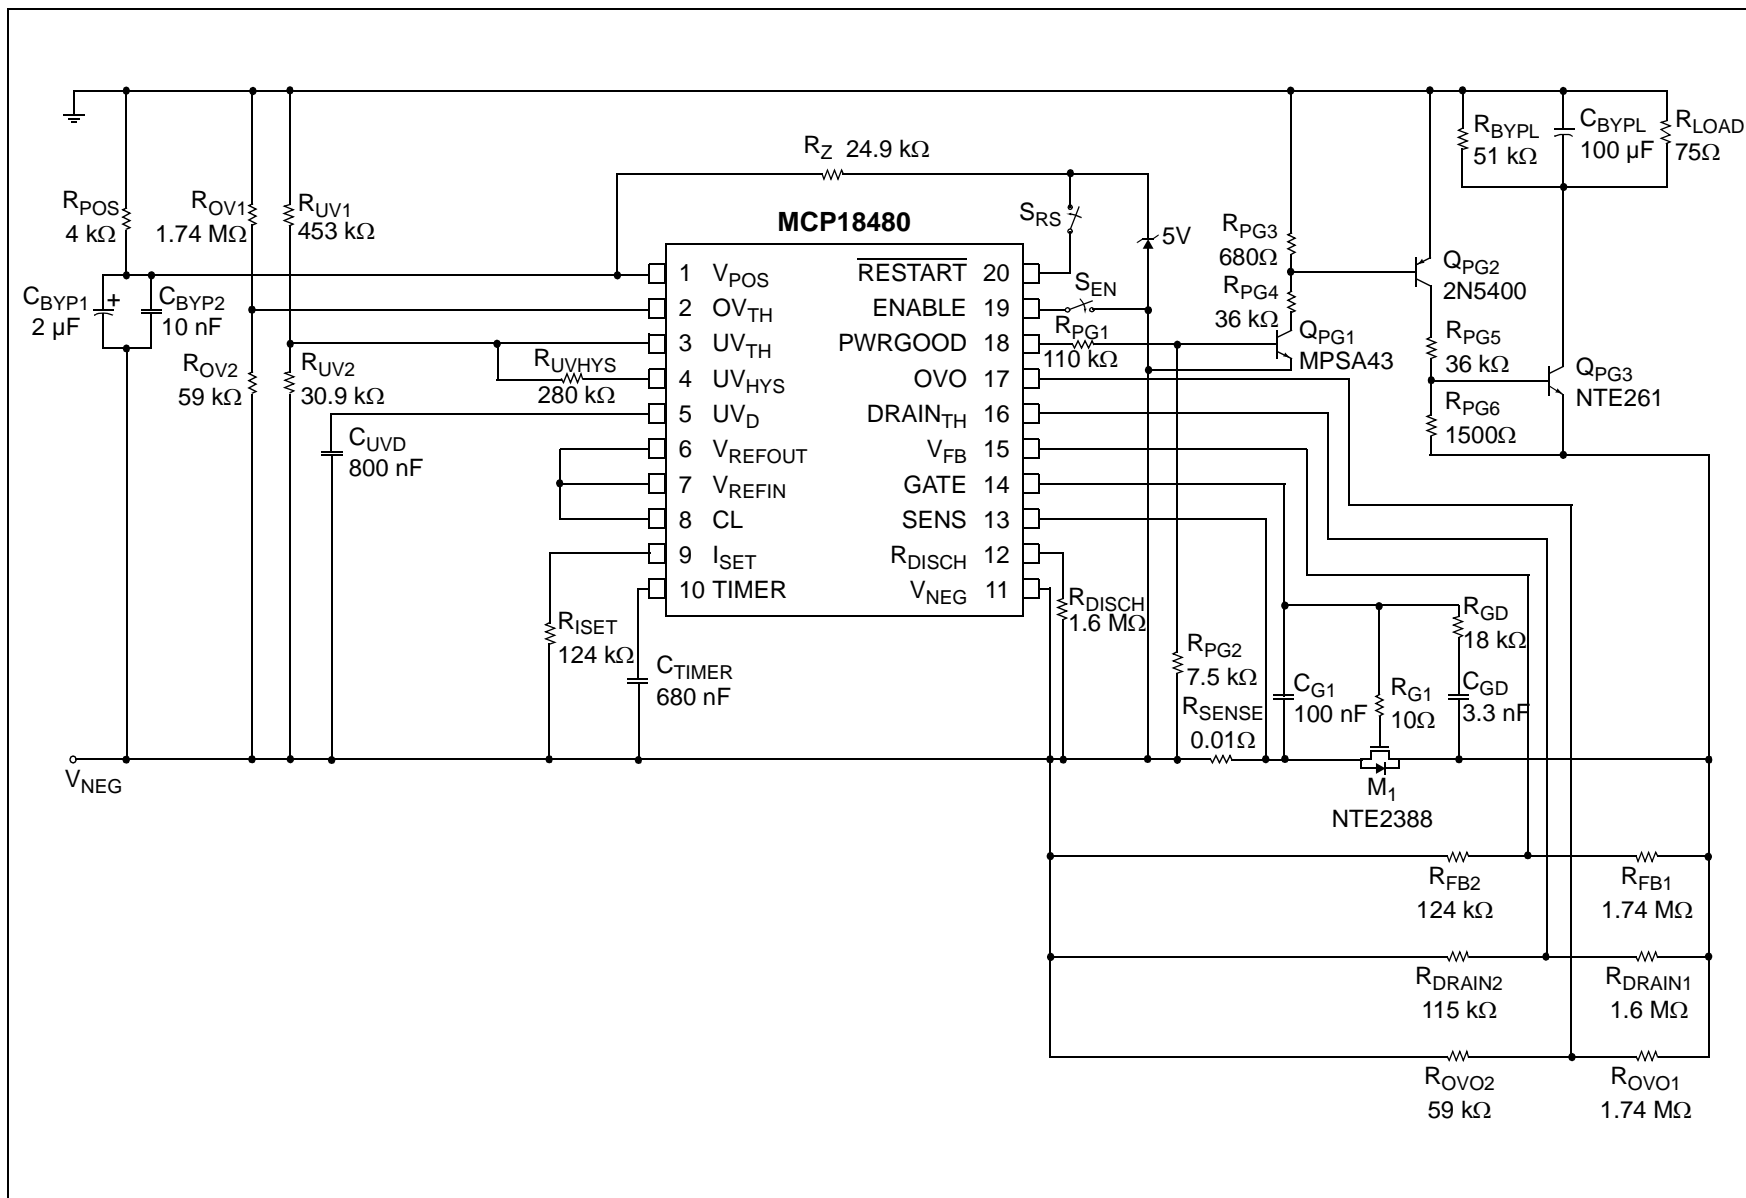 R_Z 24.9 kΩ
R_POS
4 kΩ
R_OV1
1.74 MΩ
R_UV1
453 kΩ
C_BYP1
2 µF
+
C_BYP2
10 nF
R_OV2
59 kΩ
R_UV2
30.9 kΩ
R_UVHYS
280 kΩ
C_UVD
800 nF
R_ISET
124 kΩ
C_TIMER
680 nF
V_NEG
MCP18480
1 V_POS
2 OV_TH
3 UV_TH
4 UV_HYS
5 UV_D
6 V_REFOUT
7 V_REFIN
8 CL
9 I_SET
10 TIMER
RESTART 20
ENABLE 19
PWRGOOD 18
OVO 17
DRAIN_TH 16
V_FB 15
GATE 14
SENS 13
R_DISCH 12
V_NEG 11
S_RS
S_EN
5V
R_PG1
110 kΩ
R_DISCH
1.6 MΩ
R_PG2
7.5 kΩ
R_SENSE
0.01Ω
R_PG3
680Ω
R_PG4
36 kΩ
Q_PG1
MPSA43
Q_PG2
2N5400
R_PG5
36 kΩ
R_PG6
1500Ω
Q_PG3
NTE261
R_BYPL
51 kΩ
C_BYPL
100 µF
R_LOAD
75Ω
C_G1
100 nF
R_G1
10Ω
R_GD
18 kΩ
C_GD
3.3 nF
M_1
NTE2388
R_FB2
124 kΩ
R_FB1
1.74 MΩ
R_DRAIN2
115 kΩ
R_DRAIN1
1.6 MΩ
R_OVO2
59 kΩ
R_OVO1
1.74 MΩ